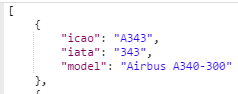 [
{
"icao": "A343",
"iata": "343",
"model": "Airbus A340-300"
},
{